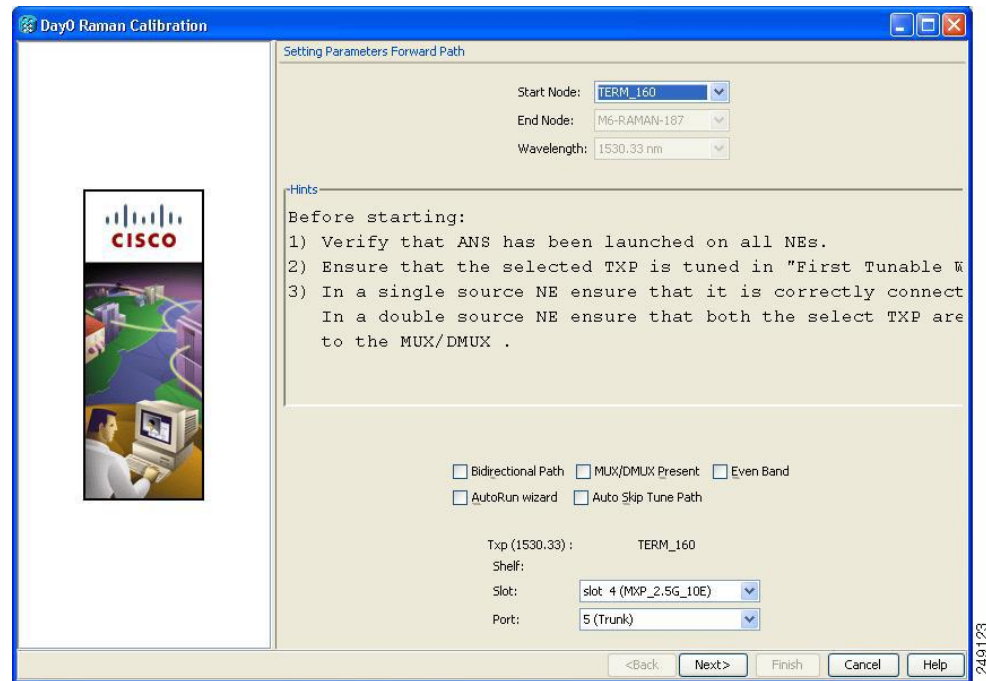 Day0 Raman Calibration
Setting Parameters Forward Path
Start Node: TERM_160
End Node: M6-RAMAN-187
Wavelength: 1530.33 nm
Hints
Before starting:
1) Verify that ANS has been launched on all NEs.
2) Ensure that the selected TXP is tuned in "First Tunable W
3) In a single source NE ensure that it is correctly connect
In a double source NE ensure that both the select TXP are
to the MUX/DMUX .
CISCO
Bidirectional Path MUX/DMUX Present Even Band
AutoRun wizard Auto Skip Tune Path
Txp (1530.33) : TERM_160
Shelf:
Slot: slot 4 (MXP_2.5G_10E)
Port: 5 (Trunk)
<Back Next> Finish Cancel Help
249123